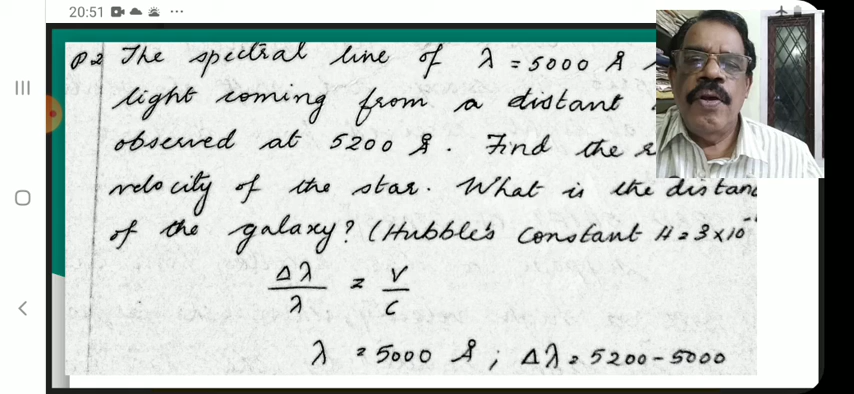 20:51
P2 The spectral line of λ = 5000 Å
light coming from a distant
observed at 5200 Å. Find the
velocity of the star. What is the
of the galaxy? (Hubble's constant H = 3 × 10
Δλ/λ = V/C
λ = 5000 Å ; Δλ = 5200 - 5000